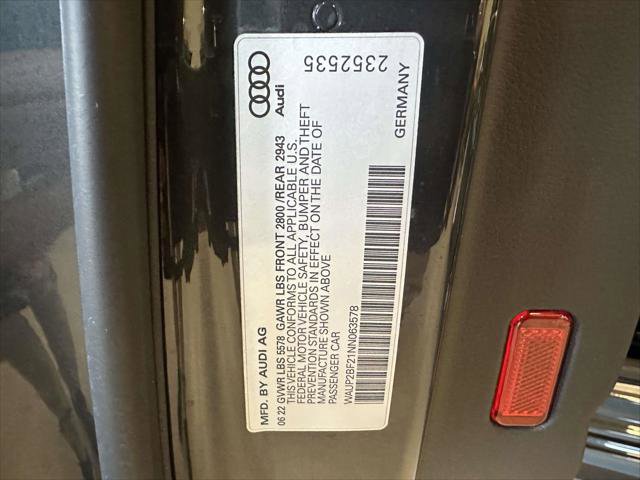 Audi
2352535
MFD. BY AUDI AG
06 22 GVWR LBS 5578 GAWR LBS FRONT 2800 /REAR 2943
THIS VEHICLE CONFORMS TO ALL APPLICABLE U.S.
FEDERAL MOTOR VEHICLE SAFETY, BUMPER AND THEFT
PREVENTION STANDARDS IN EFFECT ON THE DATE OF
MANUFACTURE SHOWN ABOVE
PASSENGER CAR
WAUP2BF21NN063578
GERMANY